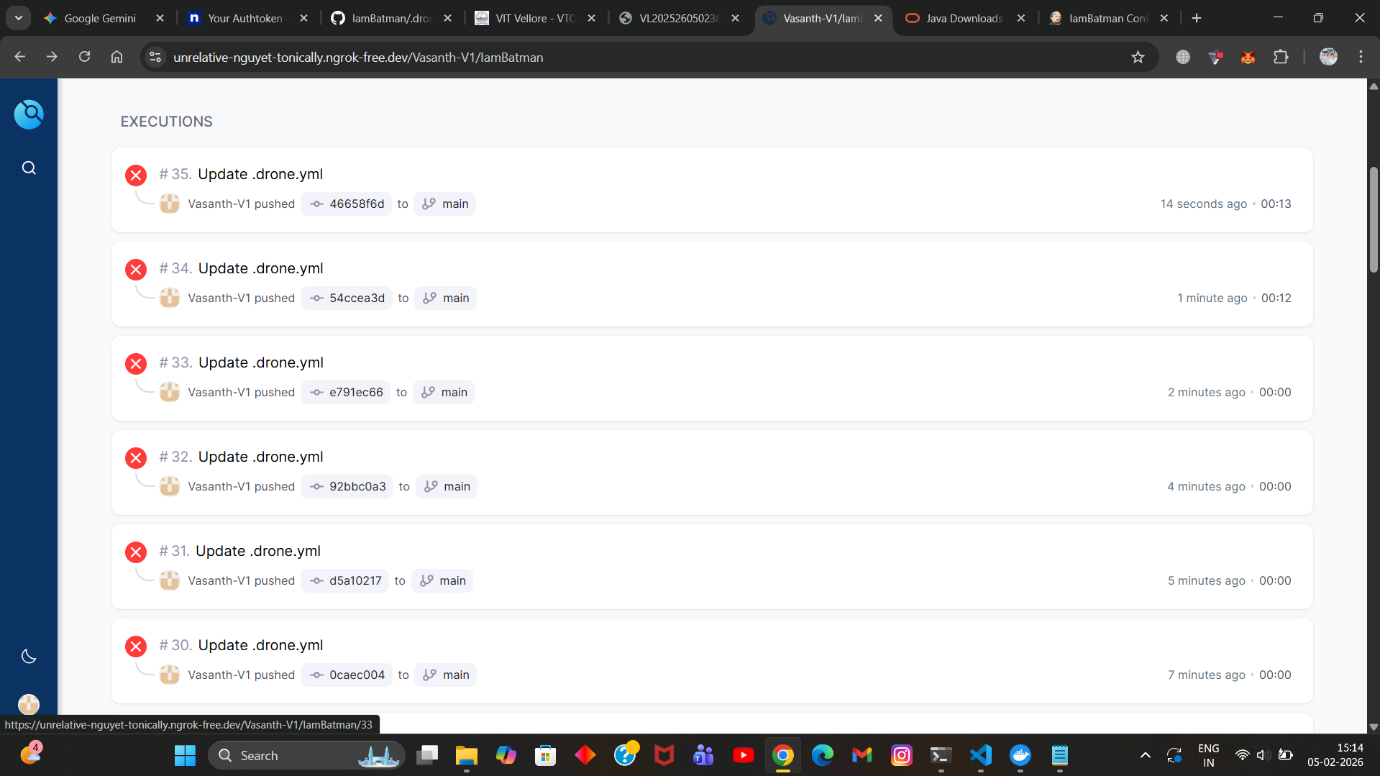 Google Gemini
Your Authtoken
IamBatman/.dron
VIT Vellore - VTO
VL20252605023
Vasanth-V1/IamB
Java Downloads
IamBatman Con
unrelative-nguyet-tonically.ngrok-free.dev/Vasanth-V1/IamBatman
EXECUTIONS
# 35. Update .drone.yml
Vasanth-V1 pushed 46658f6d to main 14 seconds ago • 00:13
# 34. Update .drone.yml
Vasanth-V1 pushed 54ccea3d to main 1 minute ago • 00:12
# 33. Update .drone.yml
Vasanth-V1 pushed e791ec66 to main 2 minutes ago • 00:00
# 32. Update .drone.yml
Vasanth-V1 pushed 92bbc0a3 to main 4 minutes ago • 00:00
# 31. Update .drone.yml
Vasanth-V1 pushed d5a10217 to main 5 minutes ago • 00:00
# 30. Update .drone.yml
Vasanth-V1 pushed 0caec004 to main 7 minutes ago • 00:00
https://unrelative-nguyet-tonically.ngrok-free.dev/Vasanth-V1/IamBatman/33
4
Search
ENG
IN
15:14
05-02-2026